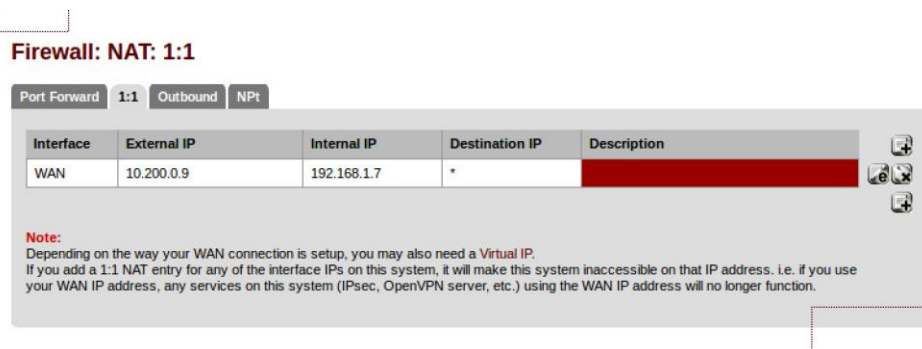 Firewall: NAT: 1:1
Port Forward 1:1 Outbound NPt
Interface External IP Internal IP Destination IP Description
WAN 10.200.0.9 192.168.1.7 *
Note:
Depending on the way your WAN connection is setup, you may also need a Virtual IP.
If you add a 1:1 NAT entry for any of the interface IPs on this system, it will make this system inaccessible on that IP address. i.e. if you use
your WAN IP address, any services on this system (IPsec, OpenVPN server, etc.) using the WAN IP address will no longer function.